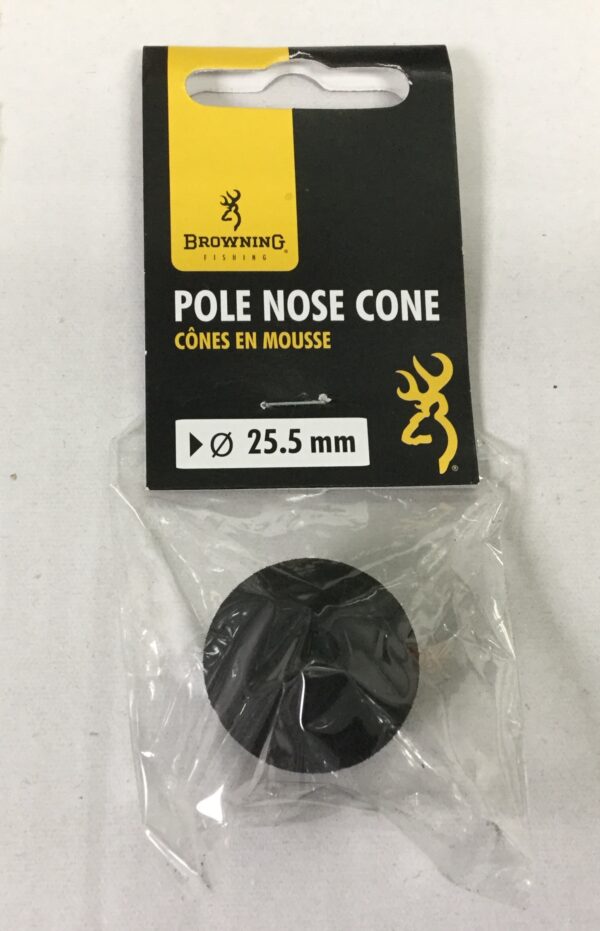 BROWNING®
FISHING
POLE NOSE CONE
CÔNES EN MOUSSE
Ø 25.5 mm
®